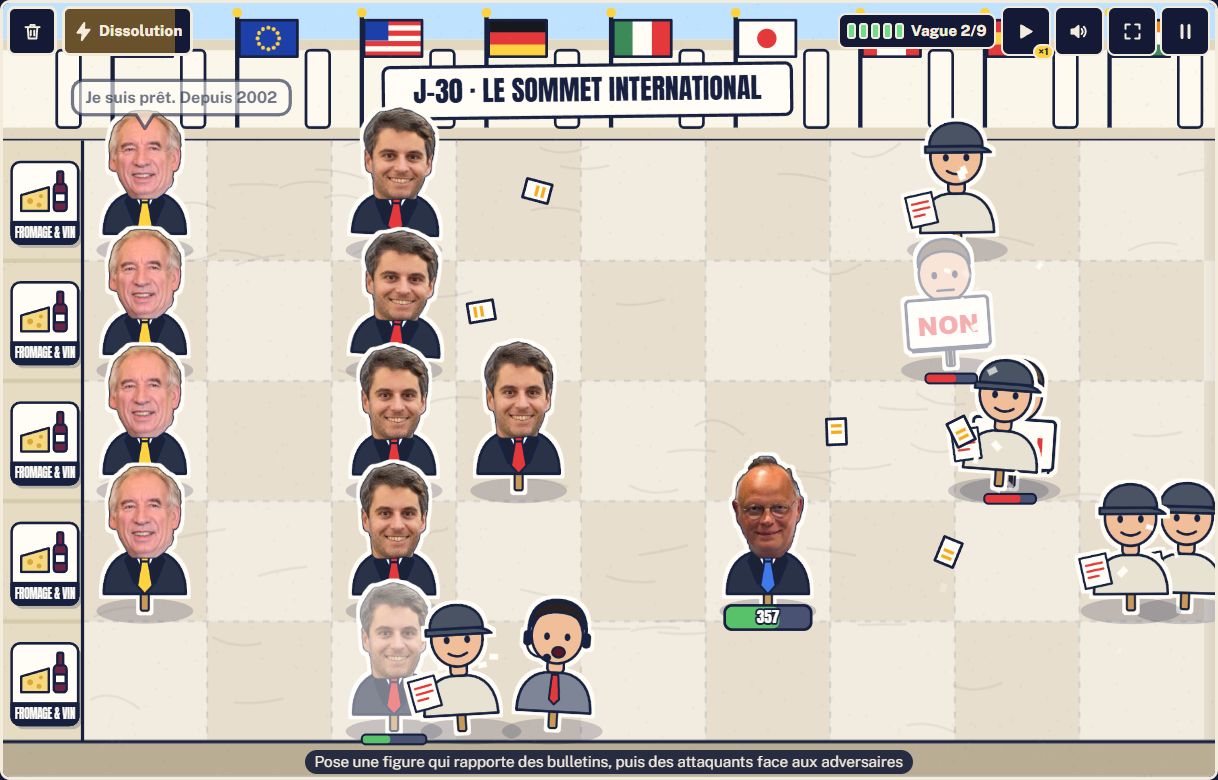 Dissolution
Vague 2/9
×1
Je suis prêt. Depuis 2002
J-30 · LE SOMMET INTERNATIONAL
FROMAGE & VIN
FROMAGE & VIN
NON
FROMAGE & VIN
FROMAGE & VIN
357
FROMAGE & VIN
Pose une figure qui rapporte des bulletins, puis des attaquants face aux adversaires